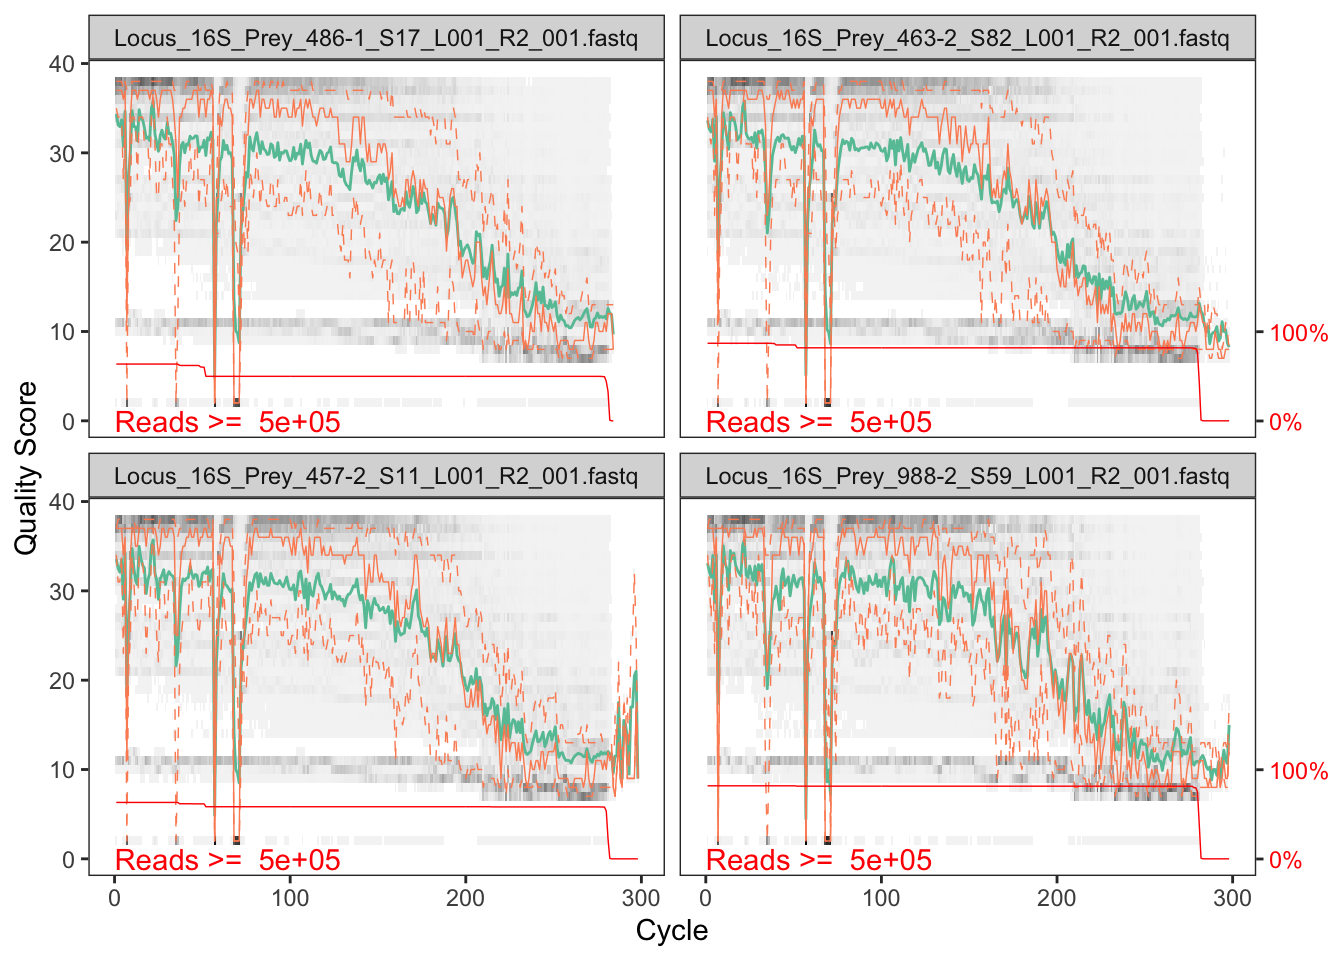 Locus_16S_Prey_486-1_S17_L001_R2_001.fastq
Locus_16S_Prey_463-2_S82_L001_R2_001.fastq
40
30
20
10
0
100%
0%
Reads >= 5e+05
Reads >= 5e+05
Quality Score
Locus_16S_Prey_457-2_S11_L001_R2_001.fastq
Locus_16S_Prey_988-2_S59_L001_R2_001.fastq
40
30
20
10
0
100%
0%
Reads >= 5e+05
Reads >= 5e+05
0 100 200 300
0 100 200 300
Cycle